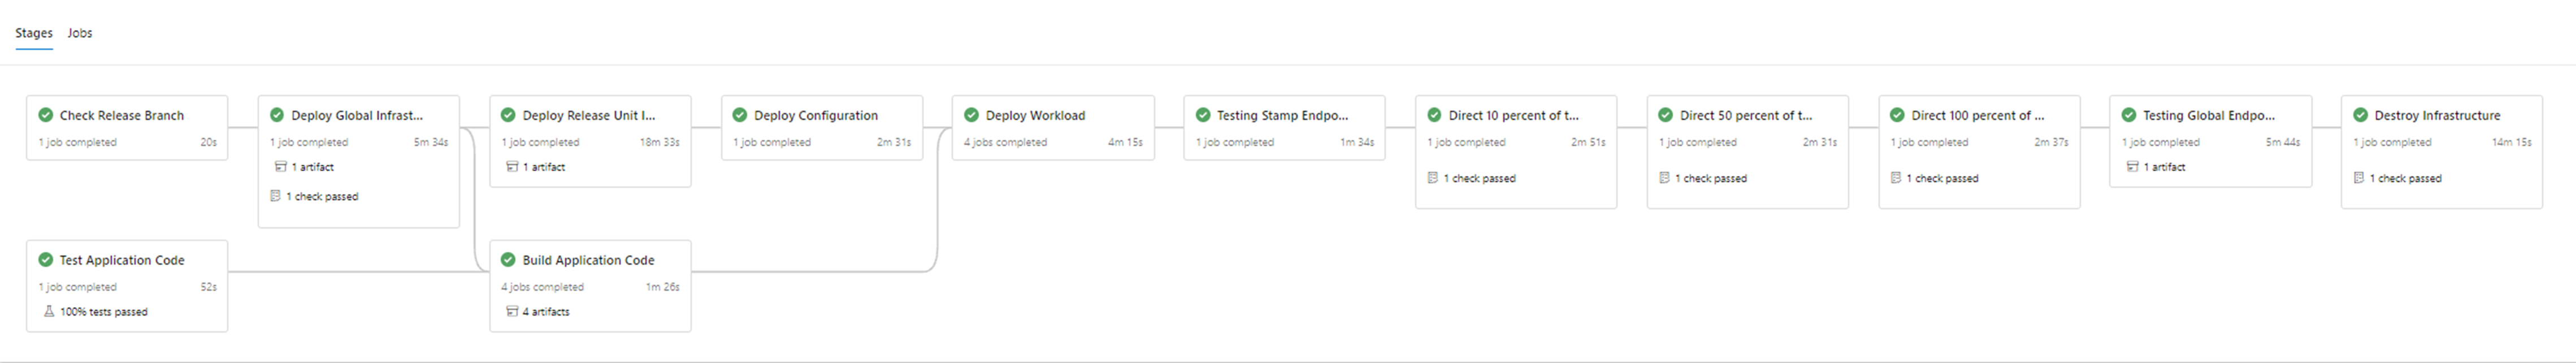 Stages Jobs
Check Release Branch
1 job completed 20s
Deploy Global Infrast...
1 job completed 5m 34s
1 artifact
1 check passed
Deploy Release Unit I...
1 job completed 18m 33s
1 artifact
Deploy Configuration
1 job completed 2m 31s
Deploy Workload
4 jobs completed 4m 15s
Testing Stamp Endpo...
1 job completed 1m 34s
Direct 10 percent of t...
1 job completed 2m 51s
1 check passed
Direct 50 percent of t...
1 job completed 2m 31s
1 check passed
Direct 100 percent of ...
1 job completed 2m 37s
1 check passed
Testing Global Endpo...
1 job completed 5m 44s
1 artifact
Destroy Infrastructure
1 job completed 14m 15s
1 check passed
Test Application Code
1 job completed 52s
100% tests passed
Build Application Code
4 jobs completed 1m 26s
4 artifacts